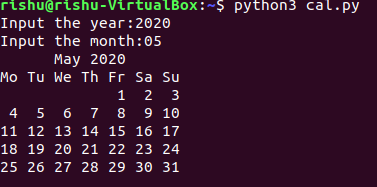 rishu@rishu-VirtualBox:~$ python3 cal.py
Input the year:2020
Input the month:05
      May 2020
Mo Tu We Th Fr Sa Su
             1  2  3
 4  5  6  7  8  9 10
11 12 13 14 15 16 17
18 19 20 21 22 23 24
25 26 27 28 29 30 31